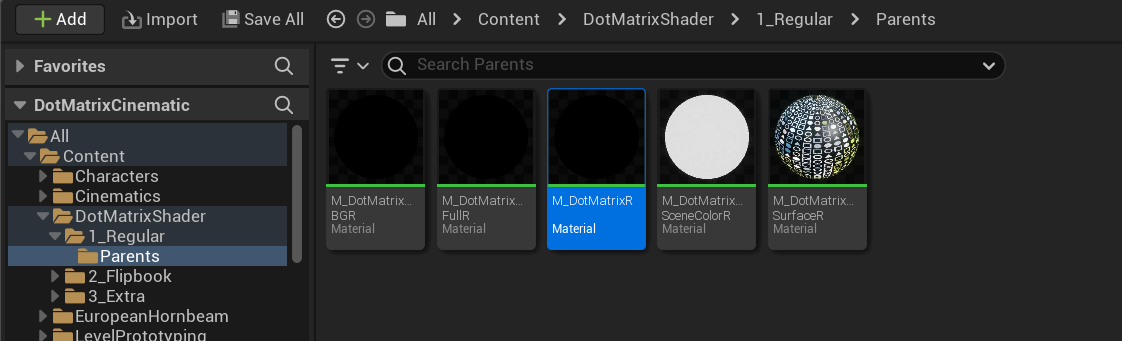 Add Import Save All All > Content > DotMatrixShader > 1_Regular > Parents
Favorites
Search Parents
DotMatrixCinematic
All
Content
Characters
Cinematics
DotMatrixShader
1_Regular
Parents
2_Flipbook
3_Extra
EuropeanHornbeam
LevelPrototyping
M_DotMatrix...
BGR
Material
M_DotMatrix...
FullR
Material
M_DotMatrixR
Material
M_DotMatrix...
SceneColorR
Material
M_DotMatrix...
SurfaceR
Material